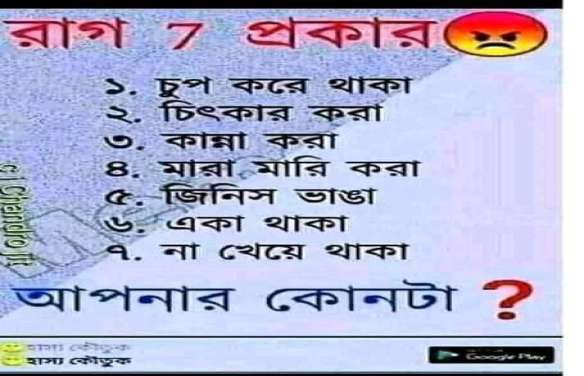 রাগ 7 প্রকার
১. চুপ করে থাকা
২. চিৎকার করা
৩. কান্না করা
৪. মারা মারি করা
৫. জিনিস ভাঙা
৬. একা থাকা
৭. না খেয়ে থাকা
আপনার কোনটা ?
হাস্য কৌতুক
হাস্য কৌতুক
Google Play